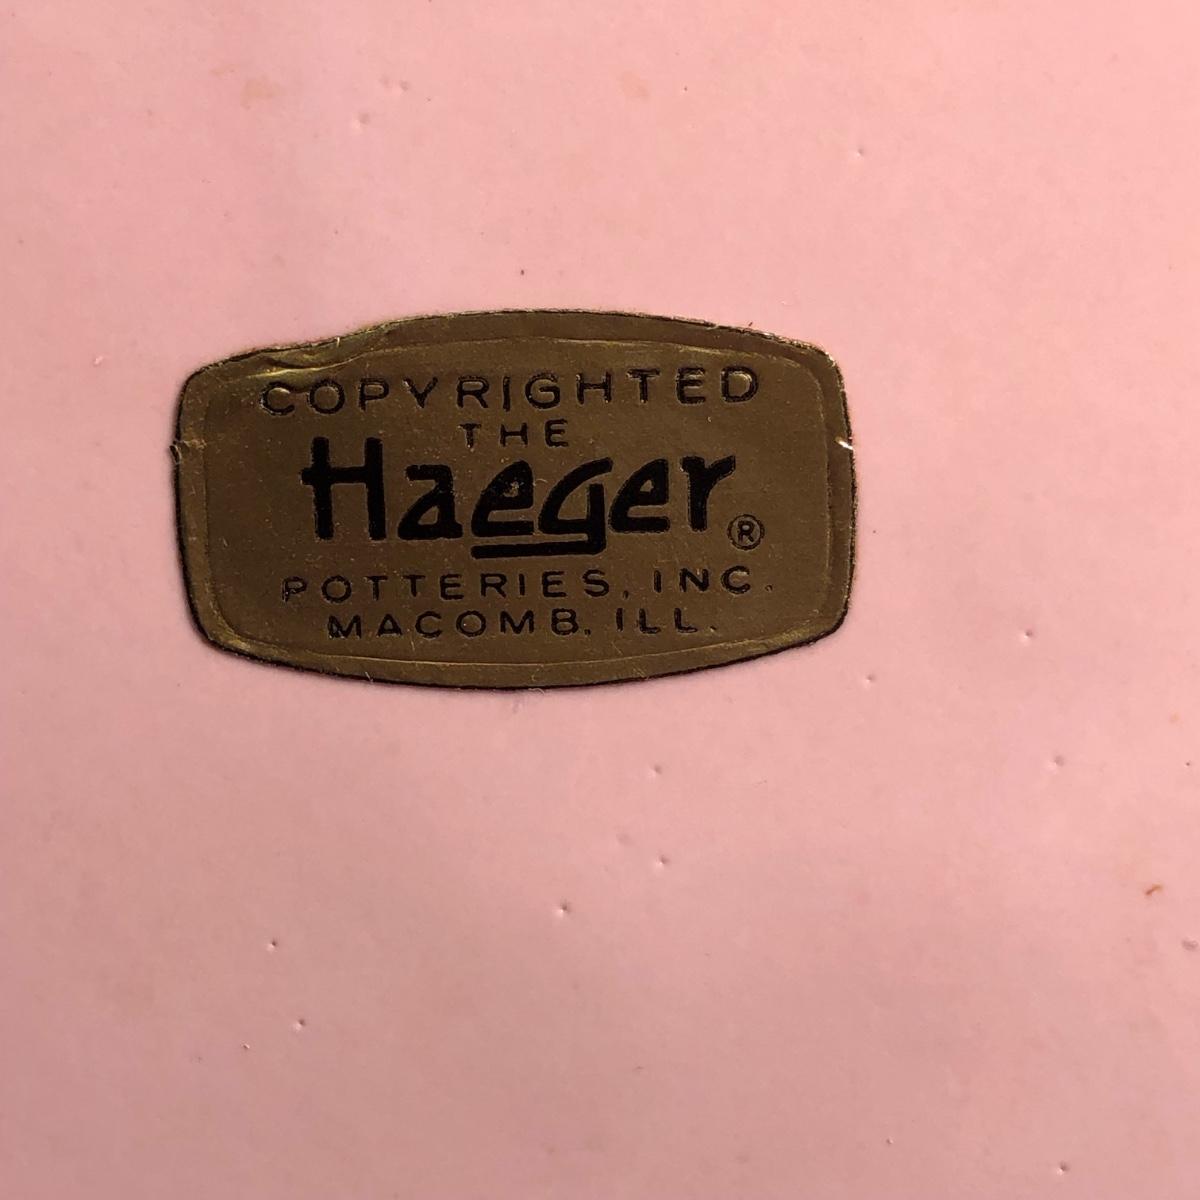 COPYRIGHTED
THE
Haeger®
POTTERIES, INC.
MACOMB, ILL.